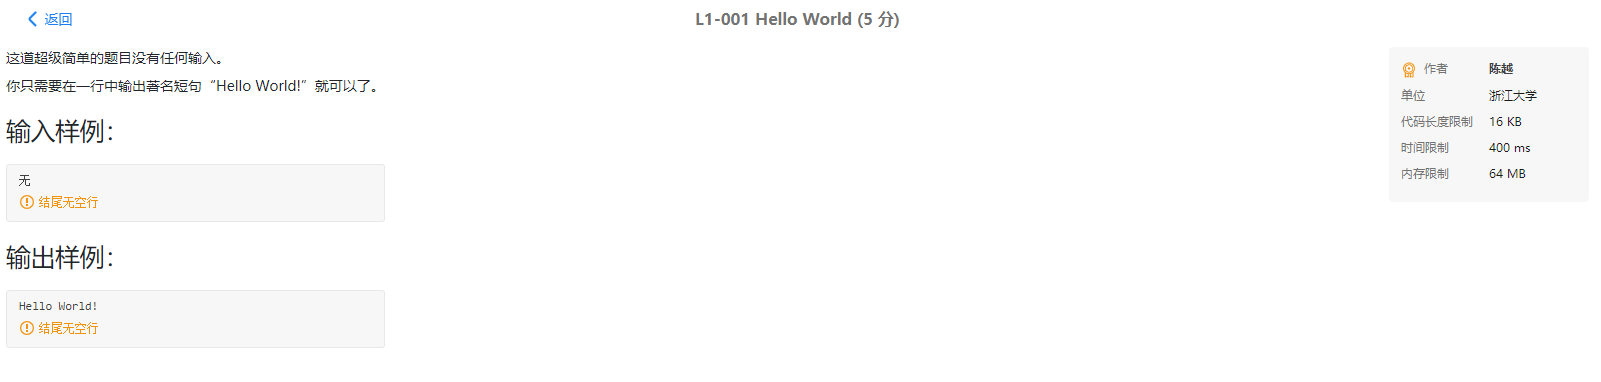 返回
L1-001 Hello World (5 分)
这道超级简单的题目没有任何输入。
你只需要在一行中输出著名短句“Hello World!”就可以了。
输入样例：
无
结尾无空行
输出样例：
Hello World!
结尾无空行
作者 陈越
单位 浙江大学
代码长度限制 16 KB
时间限制 400 ms
内存限制 64 MB